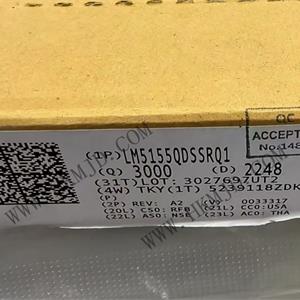 QC
ACCEPT
No:148
(1P) LM5155QDSSRQ1
(Q) 3000 (D) 2248
(31T)LOT: 3027697ZUT2
(4W) TKY(1T) 5239118ZDK
(P)
(2P) REV: A2 (V) 0033317
(20L) CSO: RFB (21L) CCO:USA
(22L) ASO: NSE (23L) ACO: THA